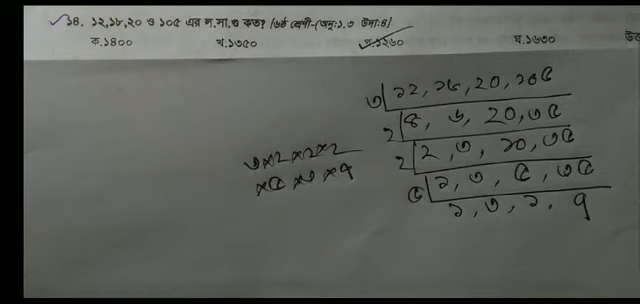 ১৪. ১২,১৮,২০ ও ১০৫ এর ল.সা.গু কত? [৬ষ্ঠ শ্রেণী-(অনু:১.৩ উদা:৪]
ক.১৪০০ খ.১৩৫০ গ.১২৬০ ঘ.১৬৩০
৩ ১২, ১৮, ২০, ১০৫
২ ৪, ৬, ২০, ৩৫
২ ২, ৩, ১০, ৩৫
৫ ১, ৩, ৫, ৩৫
১, ৩, ১, ৭
৩×২×২×২
×৫×৩×৭